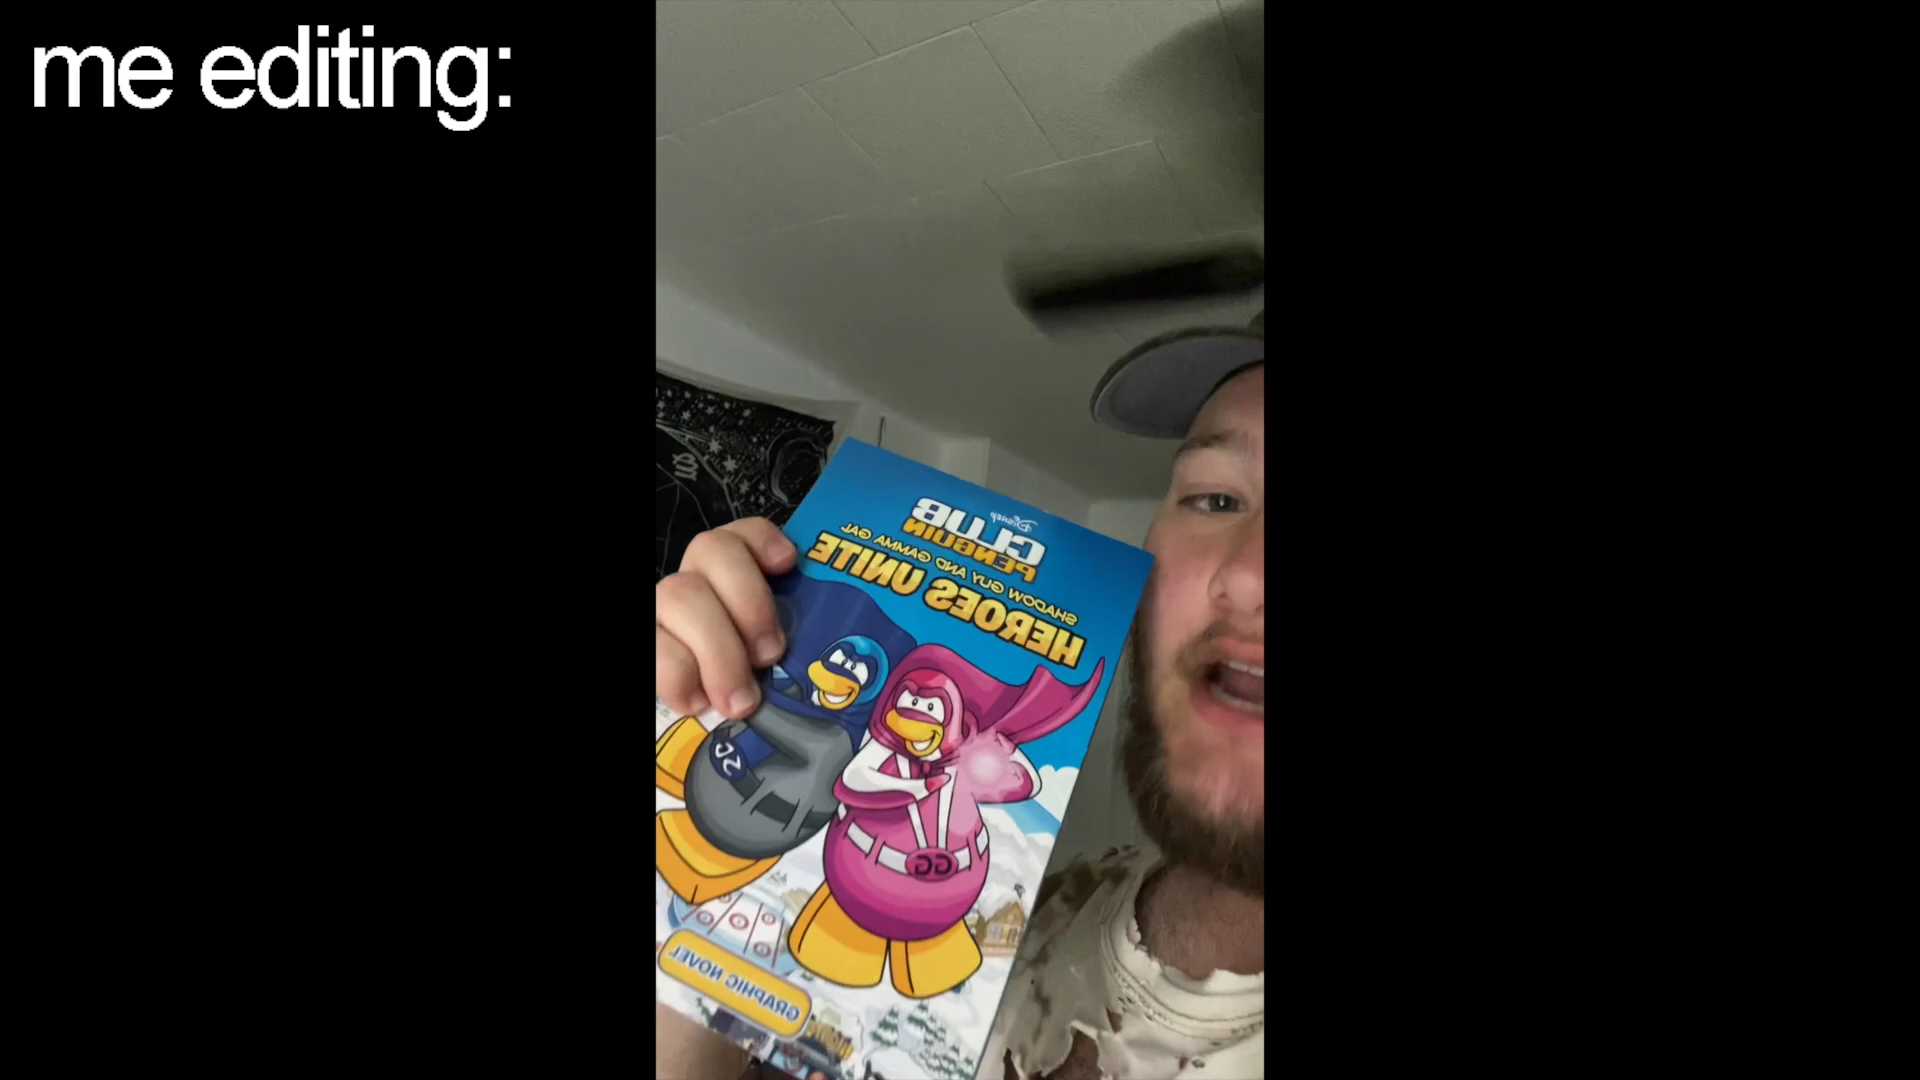 me editing:
Disney
CLUB
PENGUIN
SHADOW GUY AND GAMMA GAL
HEROES UNITE
SG
GG
GRAPHIC NOVEL